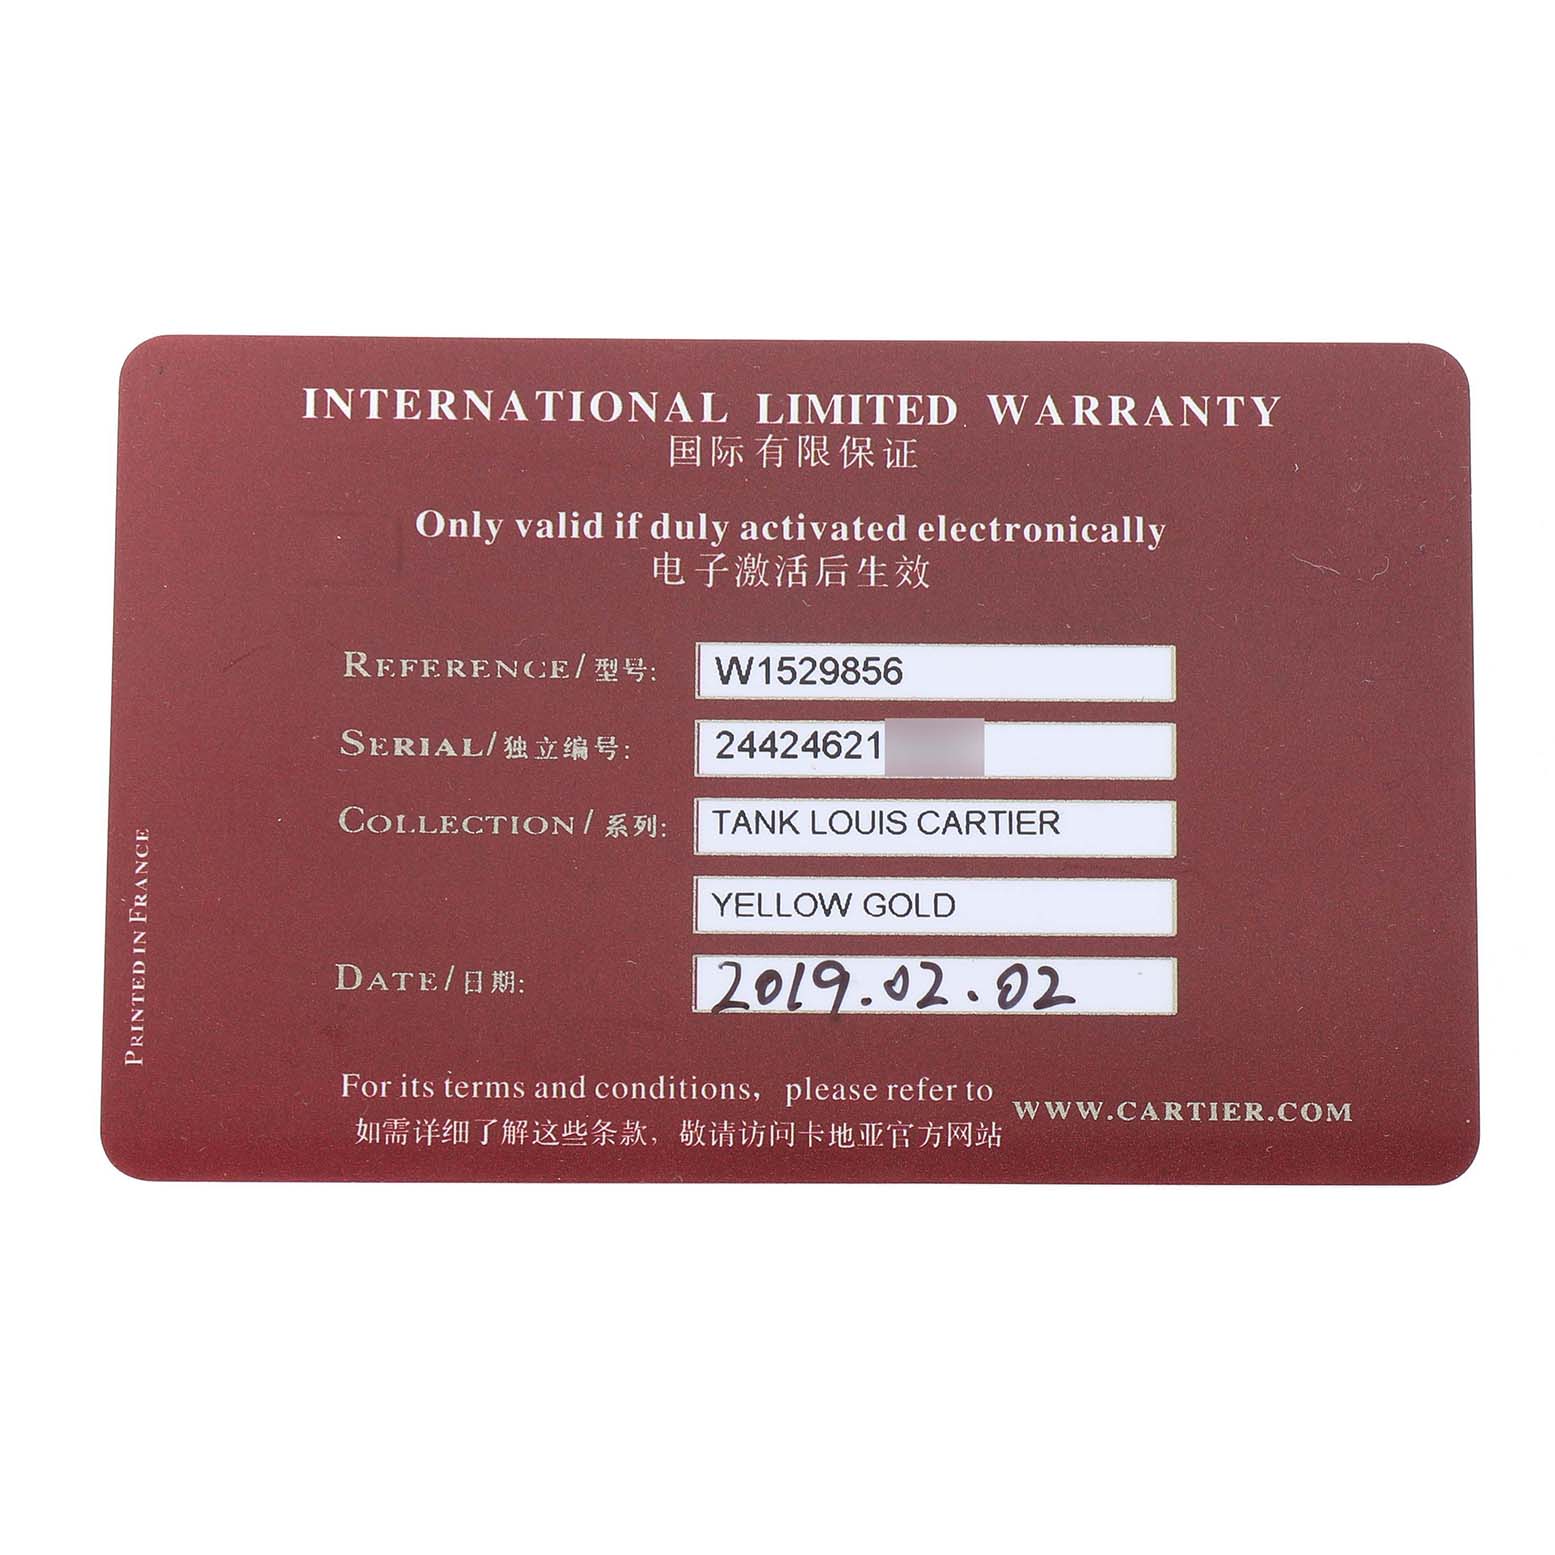 INTERNATIONAL LIMITED WARRANTY
国际有限保证
Only valid if duly activated electronically
电子激活后生效
REFERENCE/型号: W1529856
SERIAL/独立编号: 24424621
COLLECTION/系列: TANK LOUIS CARTIER
YELLOW GOLD
DATE/日期: 2019.02.02
For its terms and conditions, please refer to WWW.CARTIER.COM
如需详细了解这些条款, 敬请访问卡地亚官方网站
PRINTED IN FRANCE